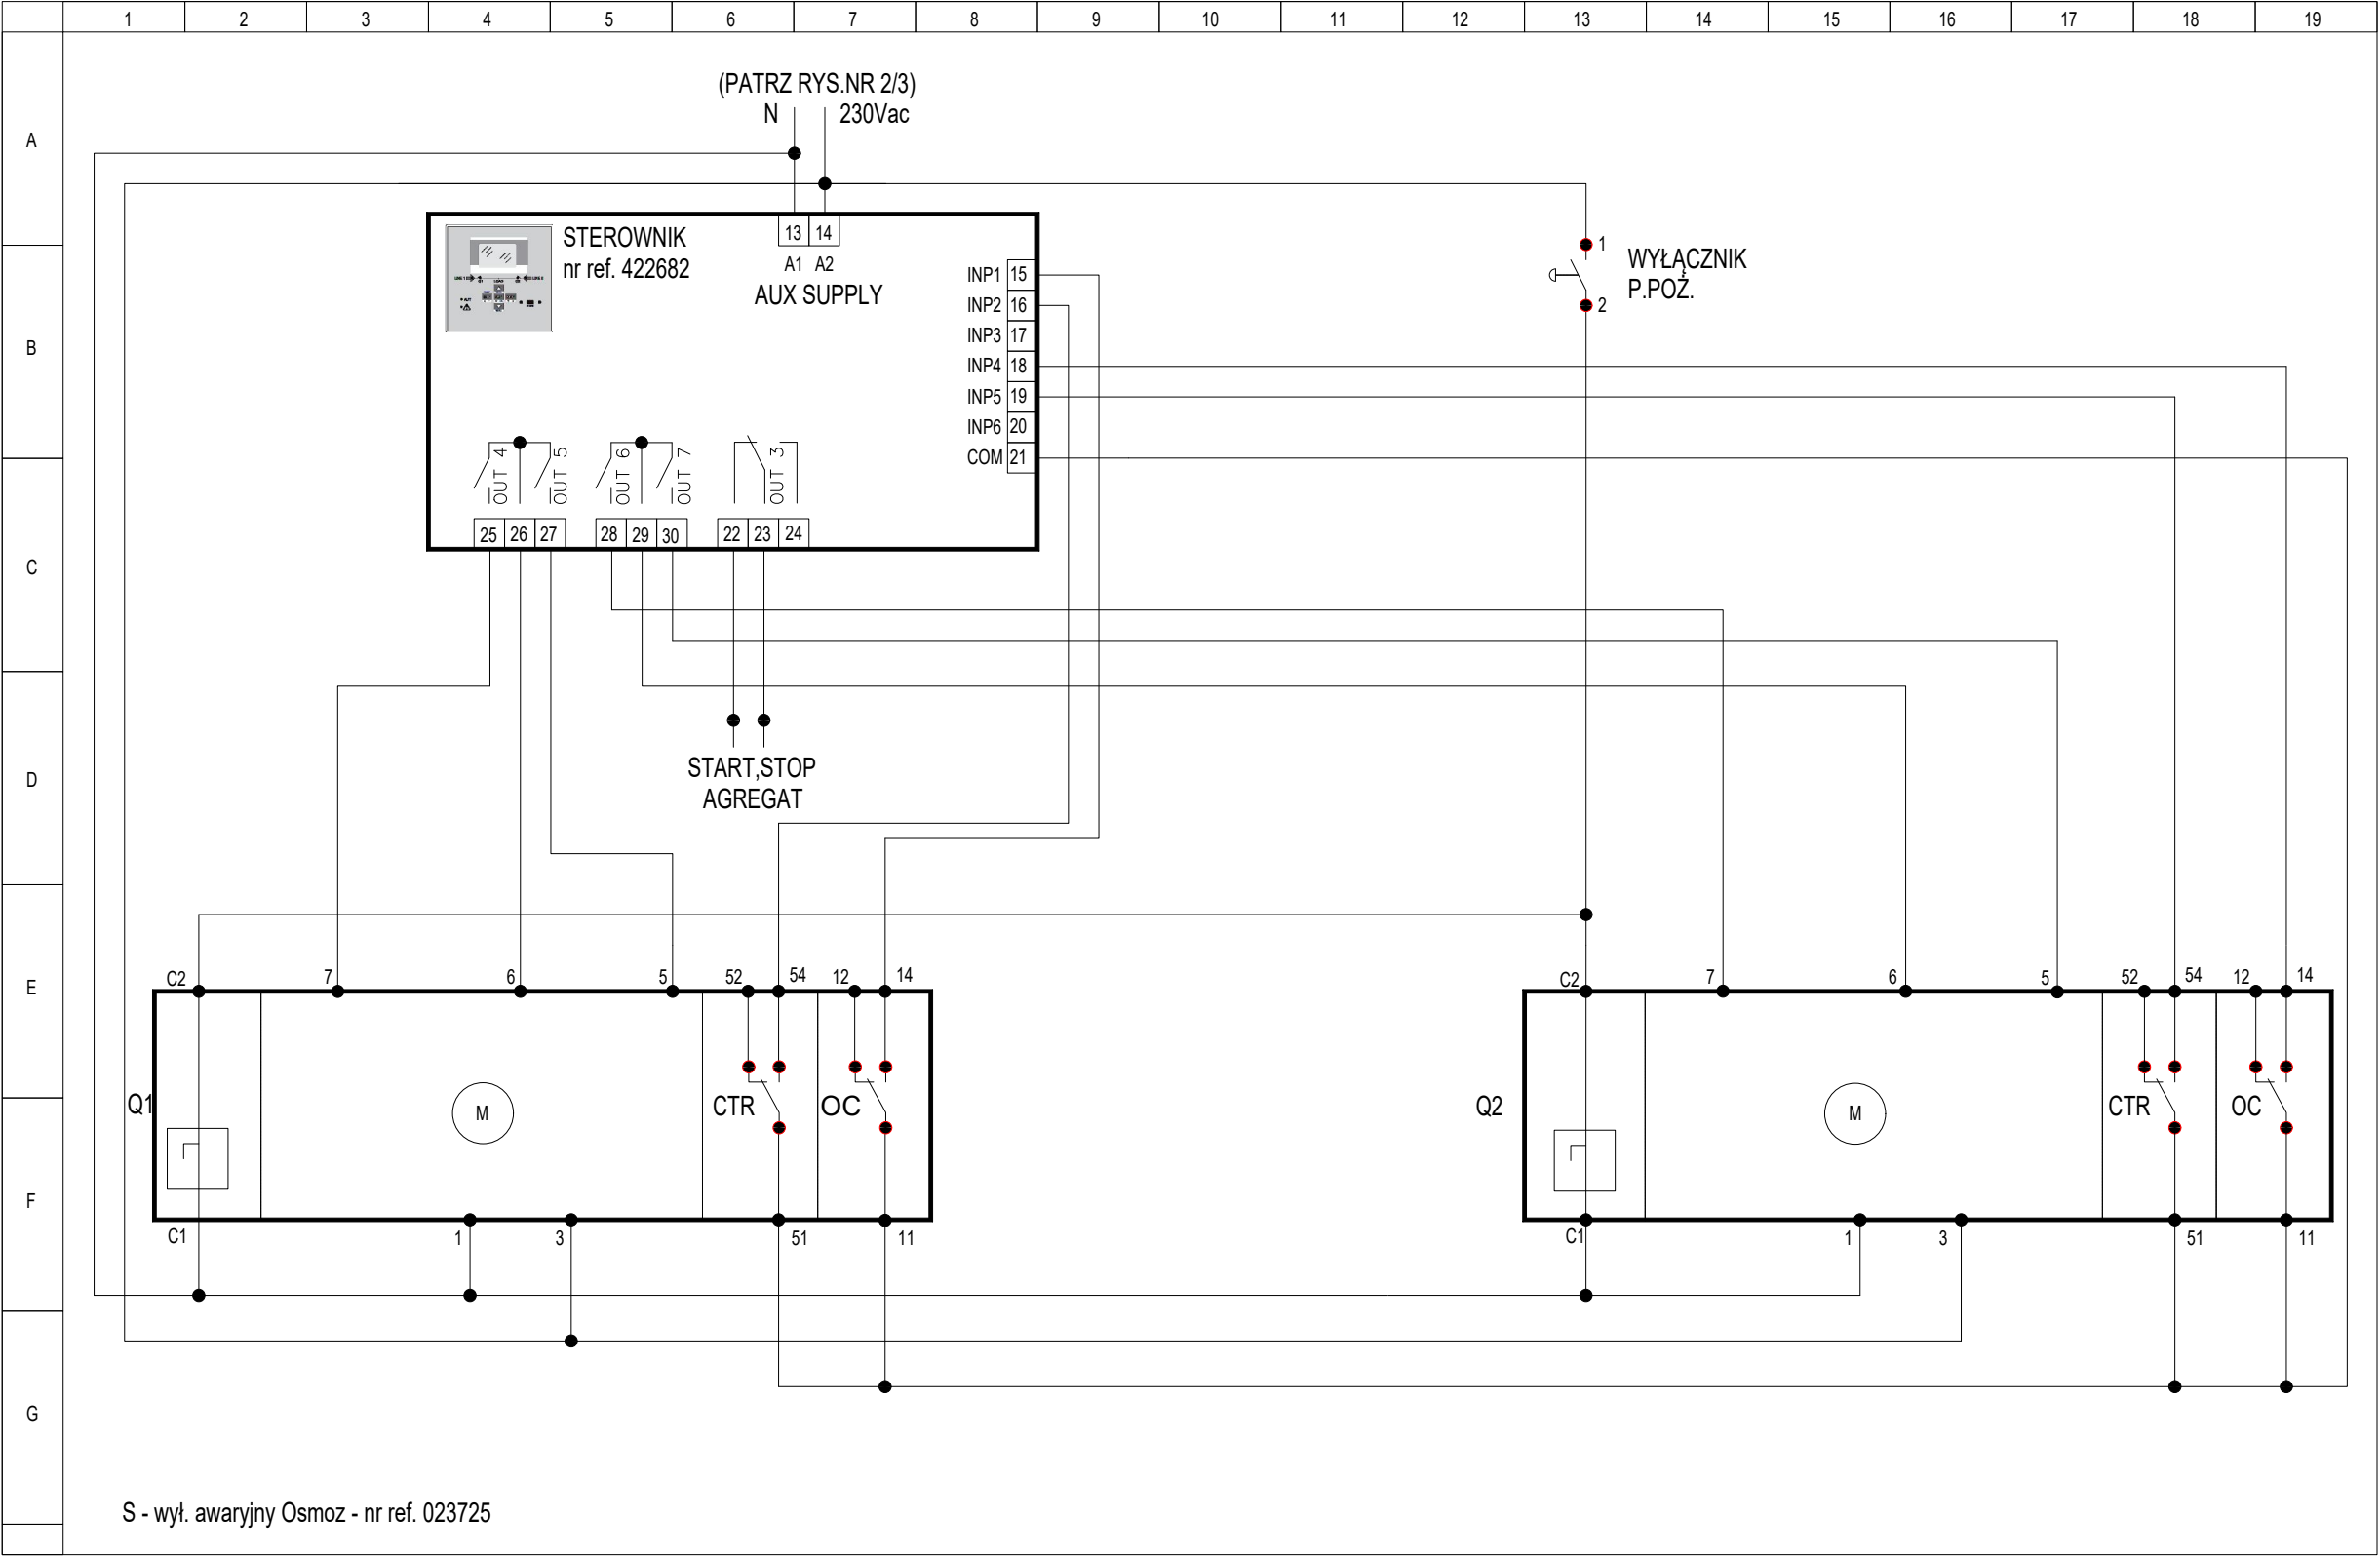 1 2 3 4 5 6 7 8 9 10 11 12 13 14 15 16 17 18 19
A
B
C
D
E
F
G
(PATRZ RYS.NR 2/3)
N 230Vac
STEROWNIK
nr ref. 422682
13 14
A1 A2
AUX SUPPLY
INP1 15
INP2 16
INP3 17
INP4 18
INP5 19
INP6 20
COM 21
1
WYŁĄCZNIK
P.POŻ.
2
OUT 4 OUT 5 OUT 6 OUT 7 OUT 3
25 26 27 28 29 30 22 23 24
START,STOP
AGREGAT
C2 7 6 5 52 54 12 14
Q1 M CTR OC
C1 1 3 51 11
C2 7 6 5 52 54 12 14
Q2 M CTR OC
C1 1 3 51 11
S - wył. awaryjny Osmoz - nr ref. 023725